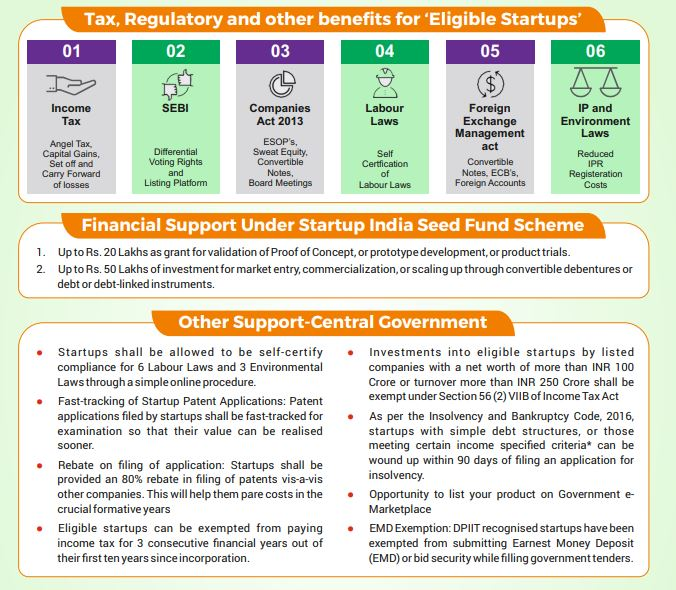 Tax, Regulatory and other benefits for ‘Eligible Startups’
01
Income
Tax
Angel Tax,
Capital Gains,
Set off and
Carry Forward
of losses
02
SEBI
Differential
Voting Rights
and
Listing Platform
03
Companies
Act 2013
ESOP's,
Sweat Equity,
Convertible
Notes,
Board Meetings
04
Labour
Laws
Self
Certfication
of
Labour Laws
05
Foreign
Exchange
Management
act
Convertible
Notes, ECB's,
Foreign Accounts
06
IP and
Environment
Laws
Reduced
IPR
Registeration
Costs
Financial Support Under Startup India Seed Fund Scheme
1. Up to Rs. 20 Lakhs as grant for validation of Proof of Concept, or prototype development, or product trials.
2. Up to Rs. 50 Lakhs of investment for market entry, commercialization, or scaling up through convertible debentures or
debt or debt-linked instruments.
Other Support-Central Government
• Startups shall be allowed to be self-certify
compliance for 6 Labour Laws and 3 Environmental
Laws through a simple online procedure.
• Fast-tracking of Startup Patent Applications: Patent
applications filed by startups shall be fast-tracked for
examination so that their value can be realised
sooner.
• Rebate on filing of application: Startups shall be
provided an 80% rebate in filing of patents vis-a-vis
other companies. This will help them pare costs in the
crucial formative years
• Eligible startups can be exempted from paying
income tax for 3 consecutive financial years out of
their first ten years since incorporation.
• Investments into eligible startups by listed
companies with a net worth of more than INR 100
Crore or turnover more than INR 250 Crore shall be
exempt under Section 56 (2) VIIB of Income Tax Act
• As per the Insolvency and Bankruptcy Code, 2016,
startups with simple debt structures, or those
meeting certain income specified criteria* can be
wound up within 90 days of filing an application for
insolvency.
• Opportunity to list your product on Government e-
Marketplace
• EMD Exemption: DPIIT recognised startups have been
exempted from submitting Earnest Money Deposit
(EMD) or bid security while filling government tenders.